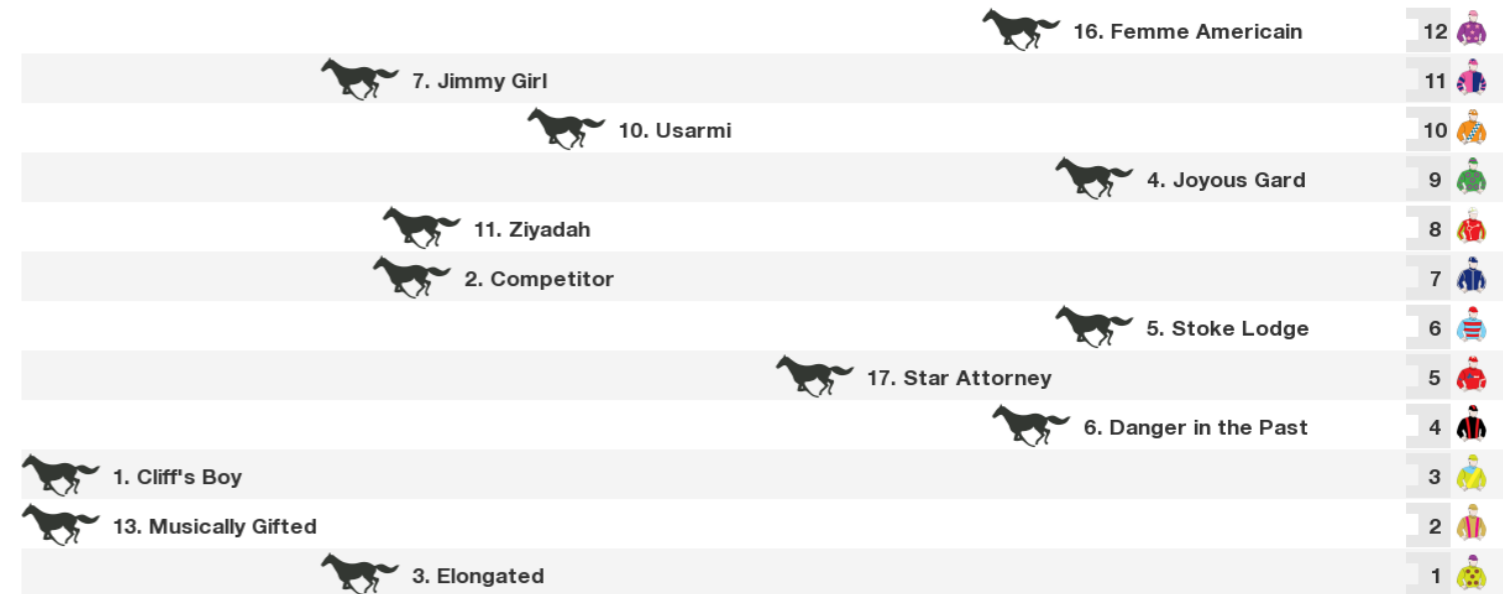 16. Femme Americain 12
7. Jimmy Girl 11
10. Usarmi 10
4. Joyous Gard 9
11. Ziyadah 8
2. Competitor 7
5. Stoke Lodge 6
17. Star Attorney 5
6. Danger in the Past 4
1. Cliff's Boy 3
13. Musically Gifted 2
3. Elongated 1